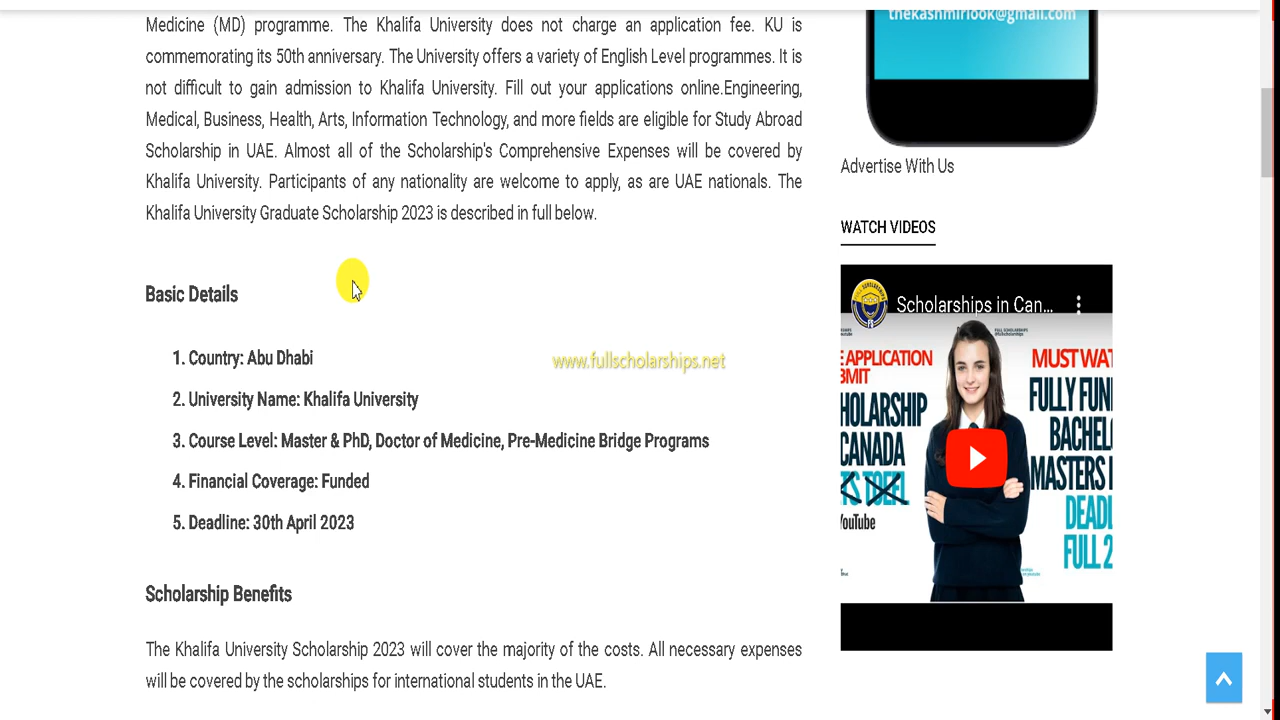 Medicine (MD) programme. The Khalifa University does not charge an application fee. KU is
commemorating its 50th anniversary. The University offers a variety of English Level programmes. It is
not difficult to gain admission to Khalifa University. Fill out your applications online.Engineering,
Medical, Business, Health, Arts, Information Technology, and more fields are eligible for Study Abroad
Scholarship in UAE. Almost all of the Scholarship's Comprehensive Expenses will be covered by
Khalifa University. Participants of any nationality are welcome to apply, as are UAE nationals. The
Khalifa University Graduate Scholarship 2023 is described in full below.
Basic Details
1. Country: Abu Dhabi
2. University Name: Khalifa University
3. Course Level: Master & PhD, Doctor of Medicine, Pre-Medicine Bridge Programs
4. Financial Coverage: Funded
5. Deadline: 30th April 2023
www.fullscholarships.net
Scholarship Benefits
The Khalifa University Scholarship 2023 will cover the majority of the costs. All necessary expenses
will be covered by the scholarships for international students in the UAE.
thekashmirlook@gmail.com
Advertise With Us
WATCH VIDEOS
Scholarships in Can...
E APPLICATION
BMIT
HOLARSHIP
CANADA
TS TOEFL
YouTube
MUST WAT
FULLY FUN
BACHEL
MASTERS I
DEADL
FULL 2